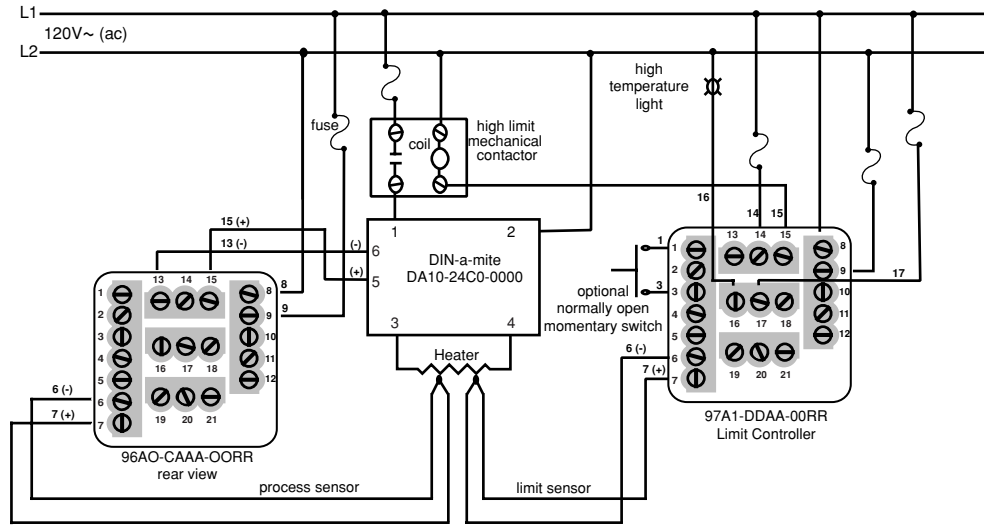 L1
120V~ (ac)
L2
fuse
coil
high limit
mechanical
contactor
high
temperature
light
16
14
15
17
1
2
DIN-a-mite
DA10-24C0-0000
6
5
3
4
15 (+)
13 (-)
(-)
(+)
8
9
Heater
6 (-)
7 (+)
13
14
15
1
2
3
4
5
6
7
8
9
10
11
12
16
17
18
19
20
21
96AO-CAAA-OORR
rear view
process sensor
limit sensor
optional
normally open
momentary switch
1
3
6 (-)
7 (+)
13
14
15
1
2
3
4
5
6
7
8
9
10
11
12
16
17
18
19
20
21
97A1-DDAA-00RR
Limit Controller